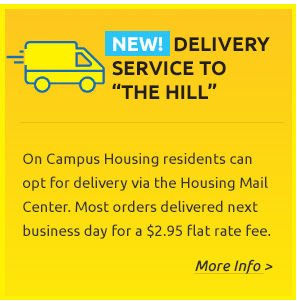 NEW! DELIVERY
SERVICE TO
“THE HILL”
On Campus Housing residents can
opt for delivery via the Housing Mail
Center. Most orders delivered next
business day for a $2.95 flat rate fee.
More Info >